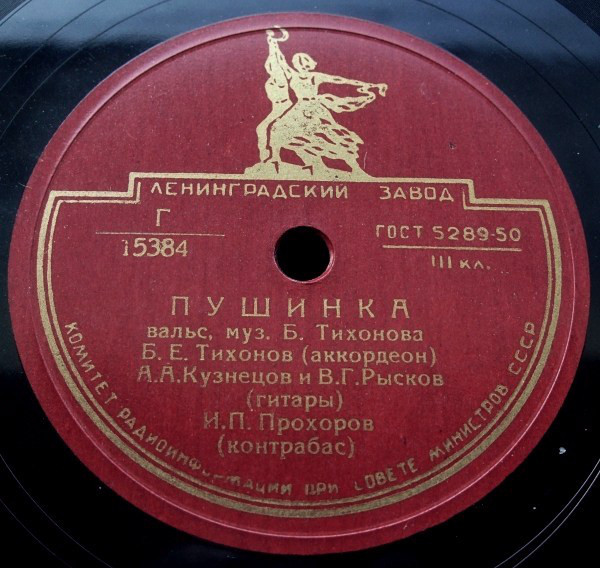 ЛЕНИНГРАДСКИЙ ЗАВОД
Г
15384
ГОСТ 5289-50
III кл.
ПУШИНКА
вальс, муз. Б. Тихонова
Б. Е. Тихонов (аккордеон)
А.А.Кузнецов и В.Г.Рысков
(гитары)
И.П. Прохоров
(контрабас)
КОМИТЕТ РАДИОИНФОРМАЦИИ ПРИ СОВЕТЕ МИНИСТРОВ СССР